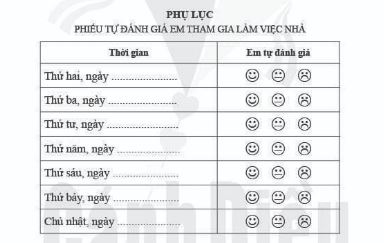 PHỤ LỤC
PHIẾU TỰ ĐÁNH GIÁ EM THAM GIA LÀM VIỆC NHÀ
Thời gian Em tự đánh giá
Thứ hai, ngày .......................
Thứ ba, ngày ........................
Thứ tư, ngày .........................
Thứ năm, ngày ......................
Thứ sáu, ngày ......................
Thứ bảy, ngày ......................
Chủ nhật, ngày ......................
Cánh Diều